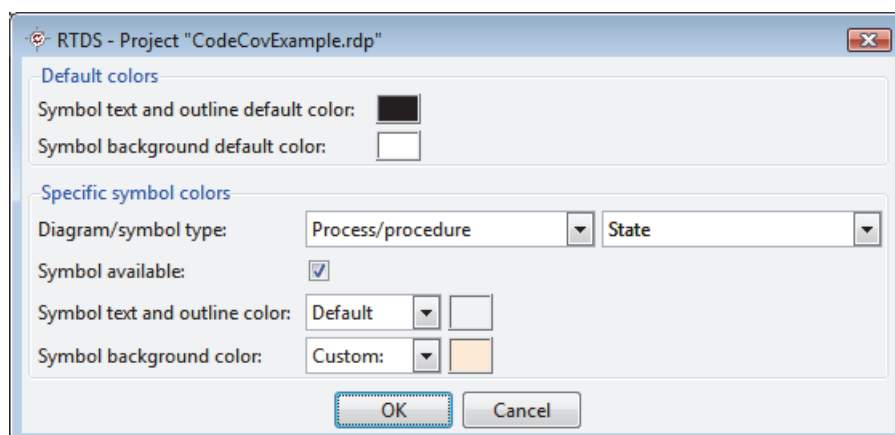 RTDS - Project "CodeCovExample.rdp"
Default colors
Symbol text and outline default color:
Symbol background default color:
Specific symbol colors
Diagram/symbol type: Process/procedure State
Symbol available:
Symbol text and outline color: Default
Symbol background color: Custom:
OK Cancel